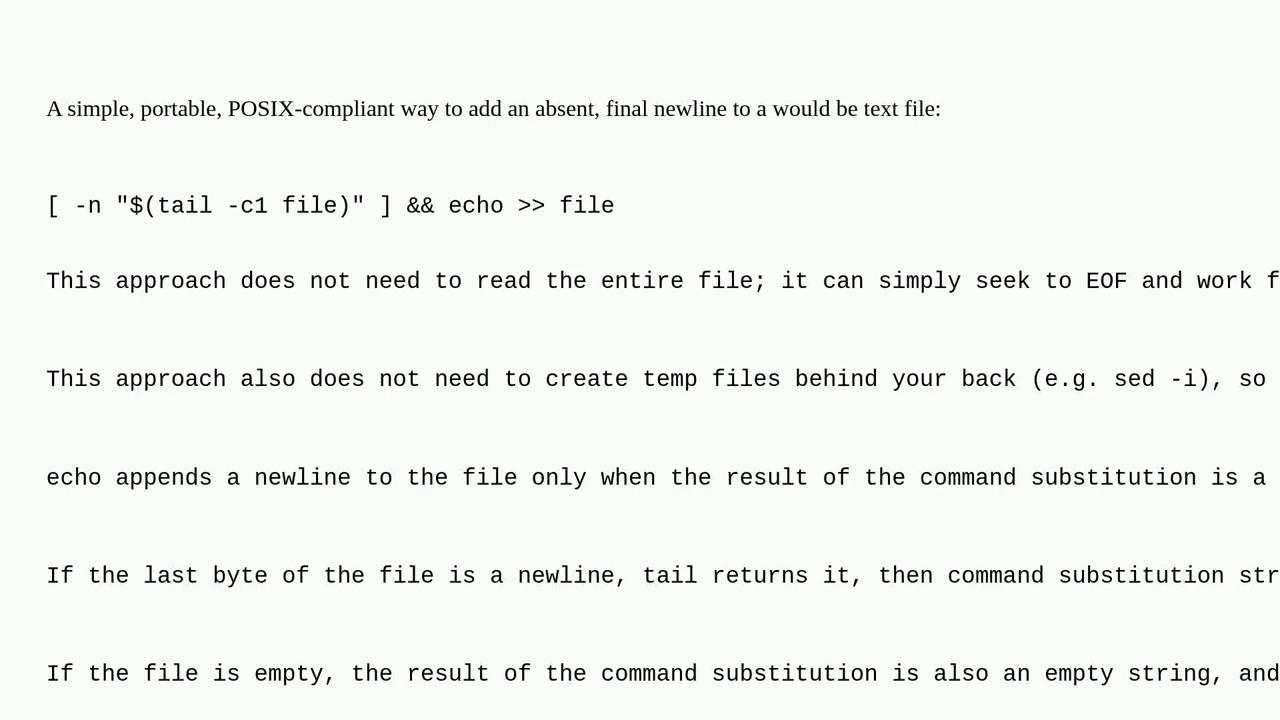 A simple, portable, POSIX-compliant way to add an absent, final newline to a would be text file:
[ -n "$(tail -c1 file)" ] && echo >> file
This approach does not need to read the entire file; it can simply seek to EOF and work
This approach also does not need to create temp files behind your back (e.g. sed -i), so
echo appends a newline to the file only when the result of the command substitution is a
If the last byte of the file is a newline, tail returns it, then command substitution
If the file is empty, the result of the command substitution is also an empty string, and